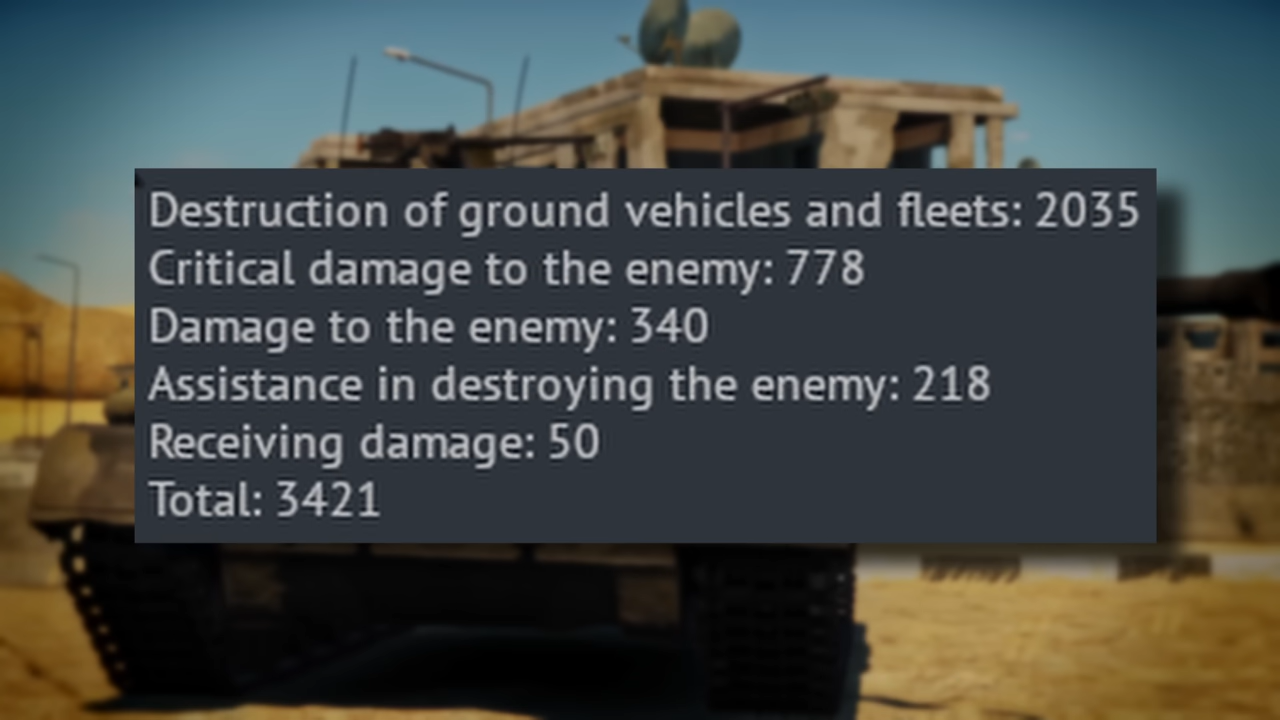 Destruction of ground vehicles and fleets: 2035
Critical damage to the enemy: 778
Damage to the enemy: 340
Assistance in destroying the enemy: 218
Receiving damage: 50
Total: 3421